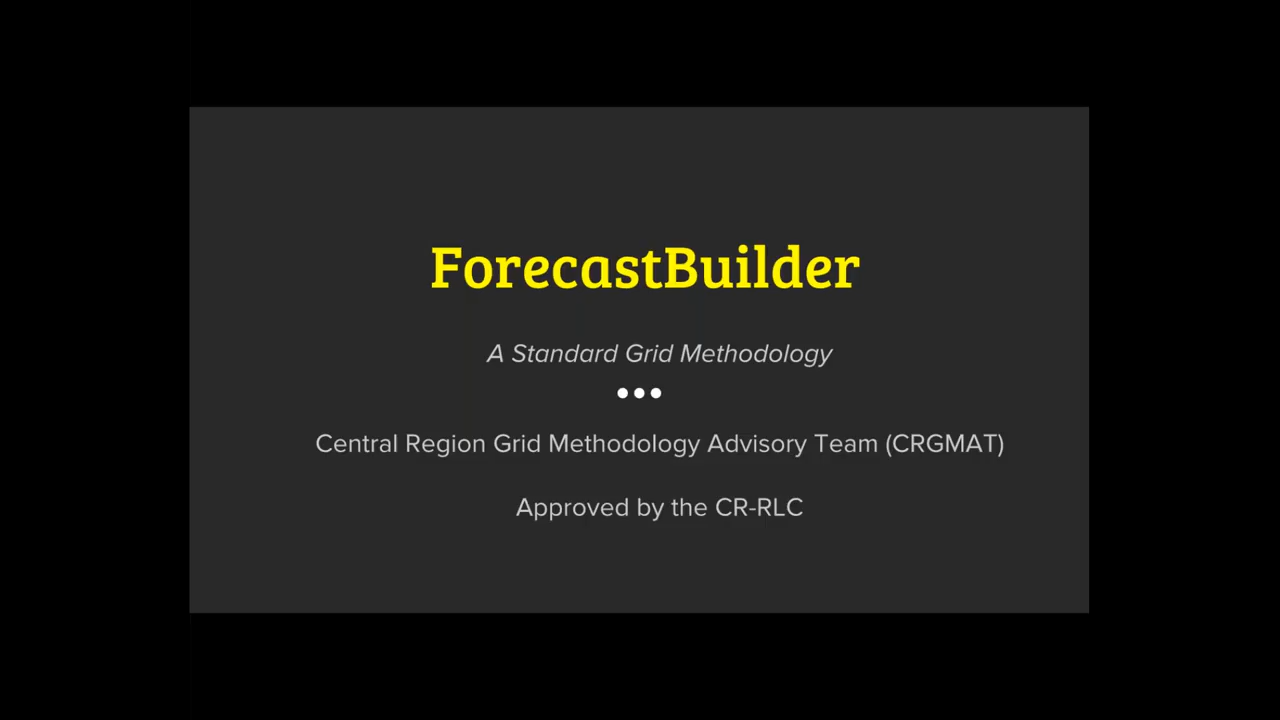 ForecastBuilder
A Standard Grid Methodology
Central Region Grid Methodology Advisory Team (CRGMAT)
Approved by the CR-RLC